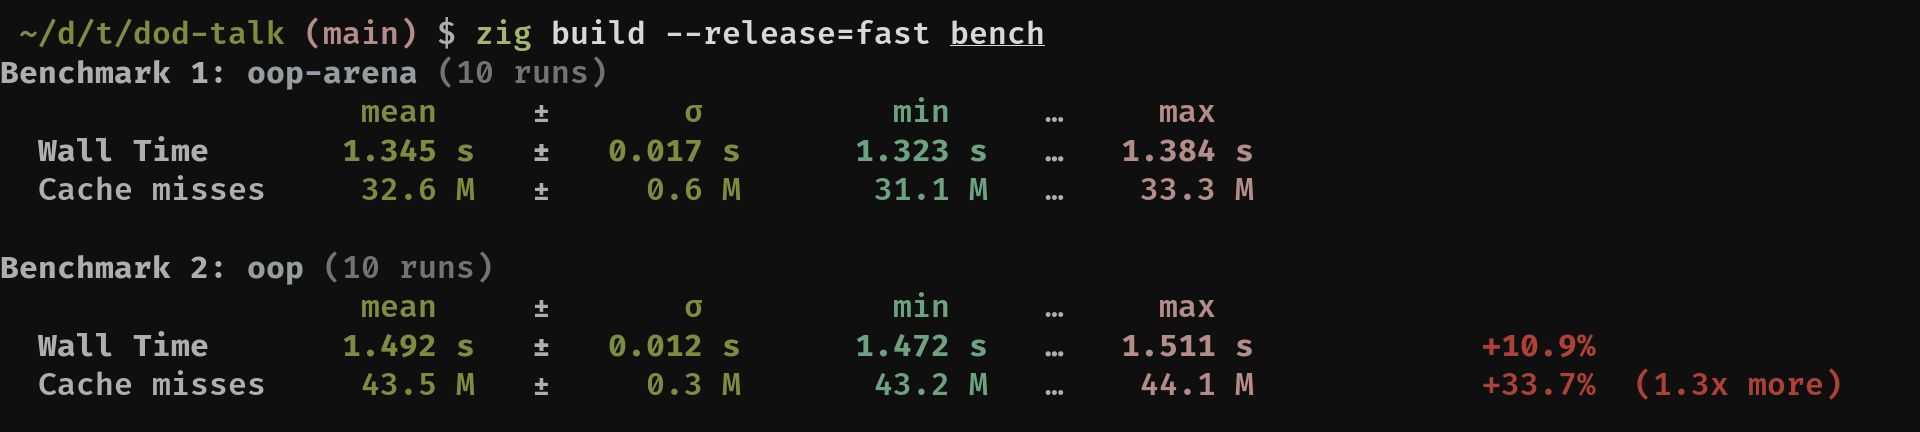 ~/d/t/dod-talk (main) $ zig build --release=fast bench
Benchmark 1: oop-arena (10 runs)
mean ± σ min … max
Wall Time 1.345 s ± 0.017 s 1.323 s … 1.384 s
Cache misses 32.6 M ± 0.6 M 31.1 M … 33.3 M
Benchmark 2: oop (10 runs)
mean ± σ min … max
Wall Time 1.492 s ± 0.012 s 1.472 s … 1.511 s +10.9%
Cache misses 43.5 M ± 0.3 M 43.2 M … 44.1 M +33.7% (1.3x more)